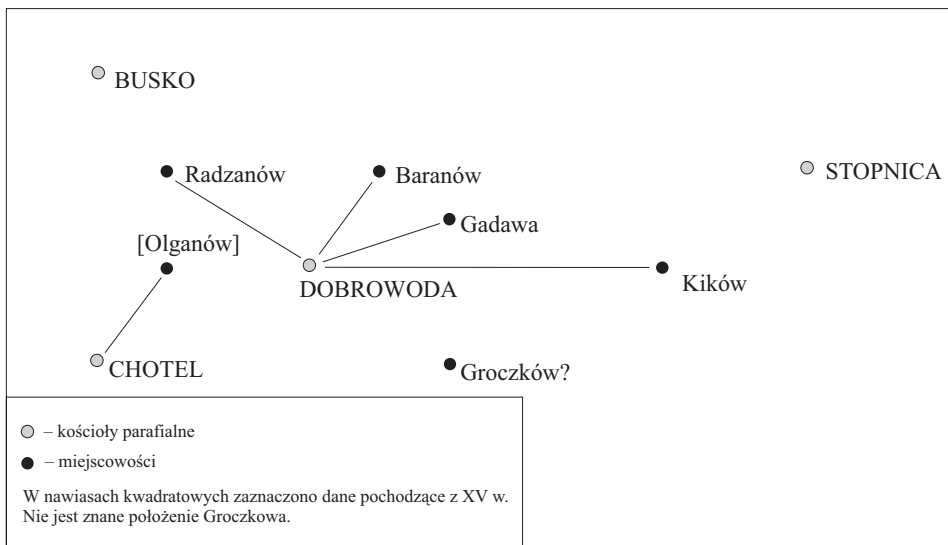 BUSKO
Radzanów
Baranów
STOPNICA
Gadawa
[Olganów]
DOBROWODA
Kików
CHOTEL
Groczków?
– kościoły parafialne
– miejscowości
W nawiasach kwadratowych zaznaczono dane pochodzące z XV w.
Nie jest znane położenie Groczkowa.